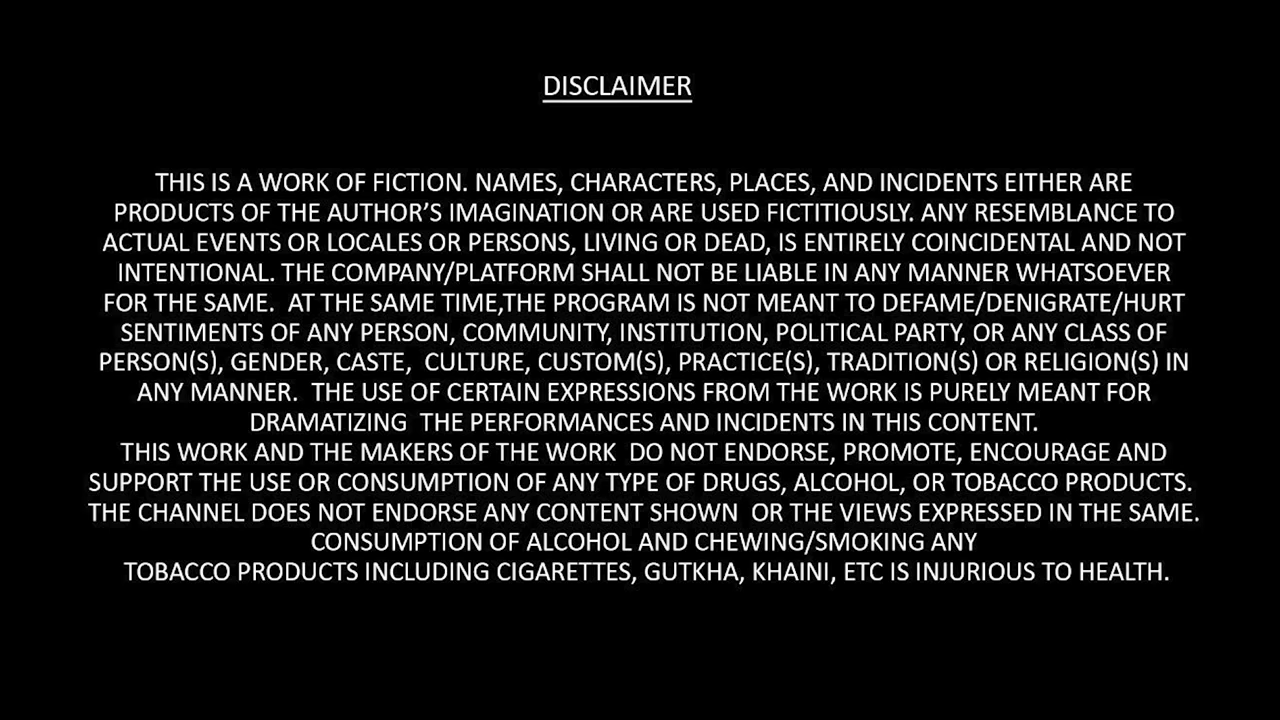 DISCLAIMER
THIS IS A WORK OF FICTION. NAMES, CHARACTERS, PLACES, AND INCIDENTS EITHER ARE
PRODUCTS OF THE AUTHOR’S IMAGINATION OR ARE USED FICTITIOUSLY. ANY RESEMBLANCE TO
ACTUAL EVENTS OR LOCALES OR PERSONS, LIVING OR DEAD, IS ENTIRELY COINCIDENTAL AND NOT
INTENTIONAL. THE COMPANY/PLATFORM SHALL NOT BE LIABLE IN ANY MANNER WHATSOEVER
FOR THE SAME.  AT THE SAME TIME,THE PROGRAM IS NOT MEANT TO DEFAME/DENIGRATE/HURT
SENTIMENTS OF ANY PERSON, COMMUNITY, INSTITUTION, POLITICAL PARTY, OR ANY CLASS OF
PERSON(S), GENDER, CASTE,  CULTURE, CUSTOM(S), PRACTICE(S), TRADITION(S) OR RELIGION(S) IN
ANY MANNER.  THE USE OF CERTAIN EXPRESSIONS FROM THE WORK IS PURELY MEANT FOR
DRAMATIZING  THE PERFORMANCES AND INCIDENTS IN THIS CONTENT.
THIS WORK AND THE MAKERS OF THE WORK  DO NOT ENDORSE, PROMOTE, ENCOURAGE AND
SUPPORT THE USE OR CONSUMPTION OF ANY TYPE OF DRUGS, ALCOHOL, OR TOBACCO PRODUCTS.
THE CHANNEL DOES NOT ENDORSE ANY CONTENT SHOWN  OR THE VIEWS EXPRESSED IN THE SAME.
CONSUMPTION OF ALCOHOL AND CHEWING/SMOKING ANY
TOBACCO PRODUCTS INCLUDING CIGARETTES, GUTKHA, KHAINI, ETC IS INJURIOUS TO HEALTH.